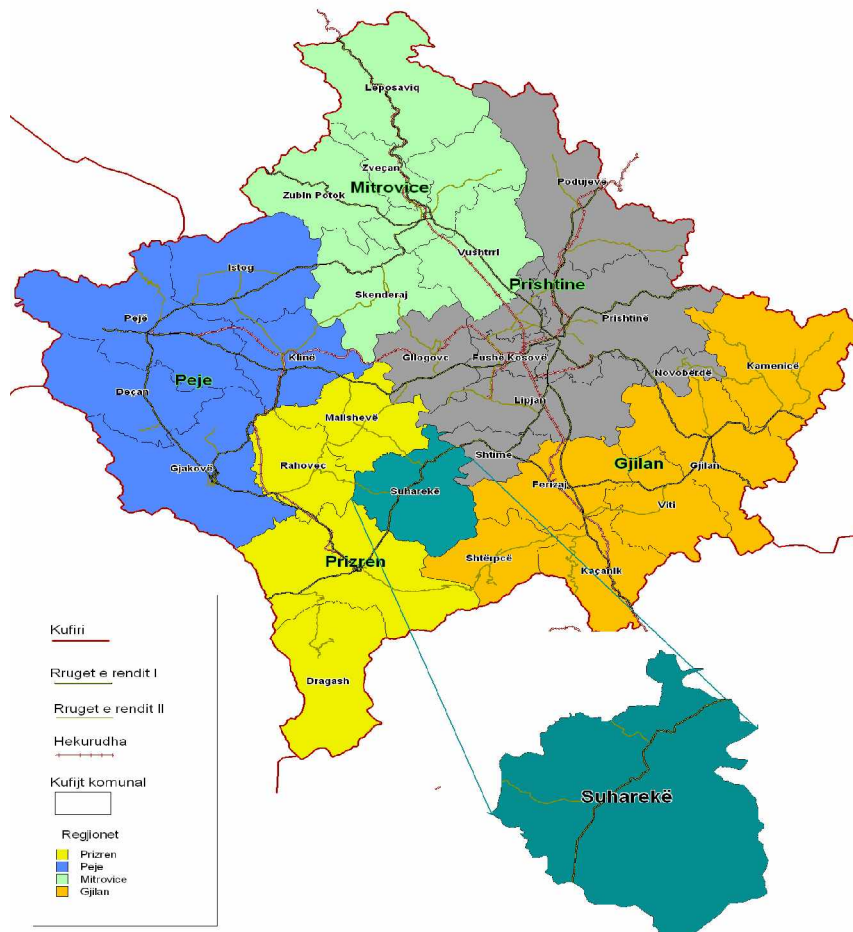 Leposaviq
Zveçan
Mitrovice
Zubin Potok
Podujevë
Vushtrri
Istog
Prishtine
Skenderaj
Pejë
Prishtinë
Gllogovc
Fushë Kosovë
Klinë
Novobërdë
Kamenicë
Peje
Deçan
Lipjan
Malishevë
Shtime
Rahovec
Gjilan
Gjilan
Gjakovë
Suharekë
Ferizaj
Viti
Prizren
Shtërpcë
Kaçanik
Dragash
Suharekë
Kufiri
Rruget e rendit I
Rruget e rendit II
Hekurudha
Kufijt komunal
Regjionet
Prizren
Peje
Mitrovice
Gjilan